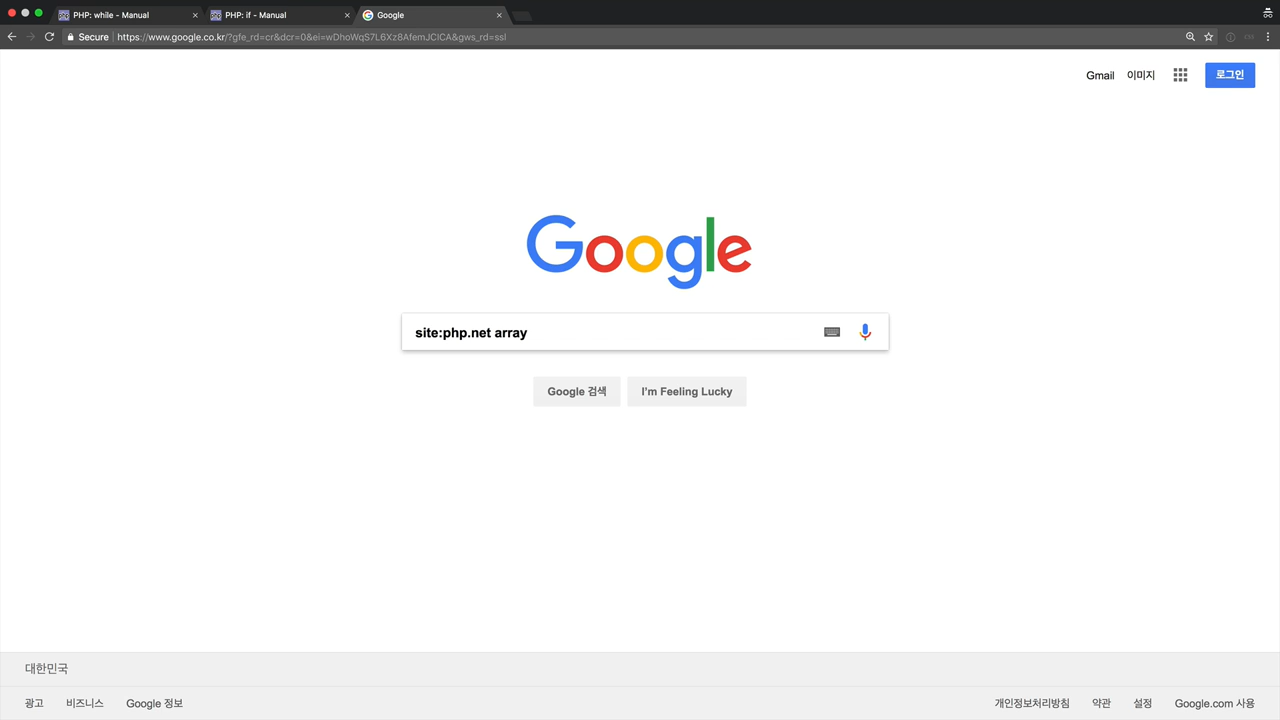 PHP: while - Manual
PHP: if - Manual
Google
Secure
https://www.google.co.kr/?gfe_rd=cr&dcr=0&ei=wDhoWqS7L6Xz8AfemJCICA&gws_rd=ssl
Gmail 이미지
로그인
Google
site:php.net array
Google 검색
I'm Feeling Lucky
대한민국
광고 비즈니스 Google 정보
개인정보처리방침 약관 설정 Google.com 사용